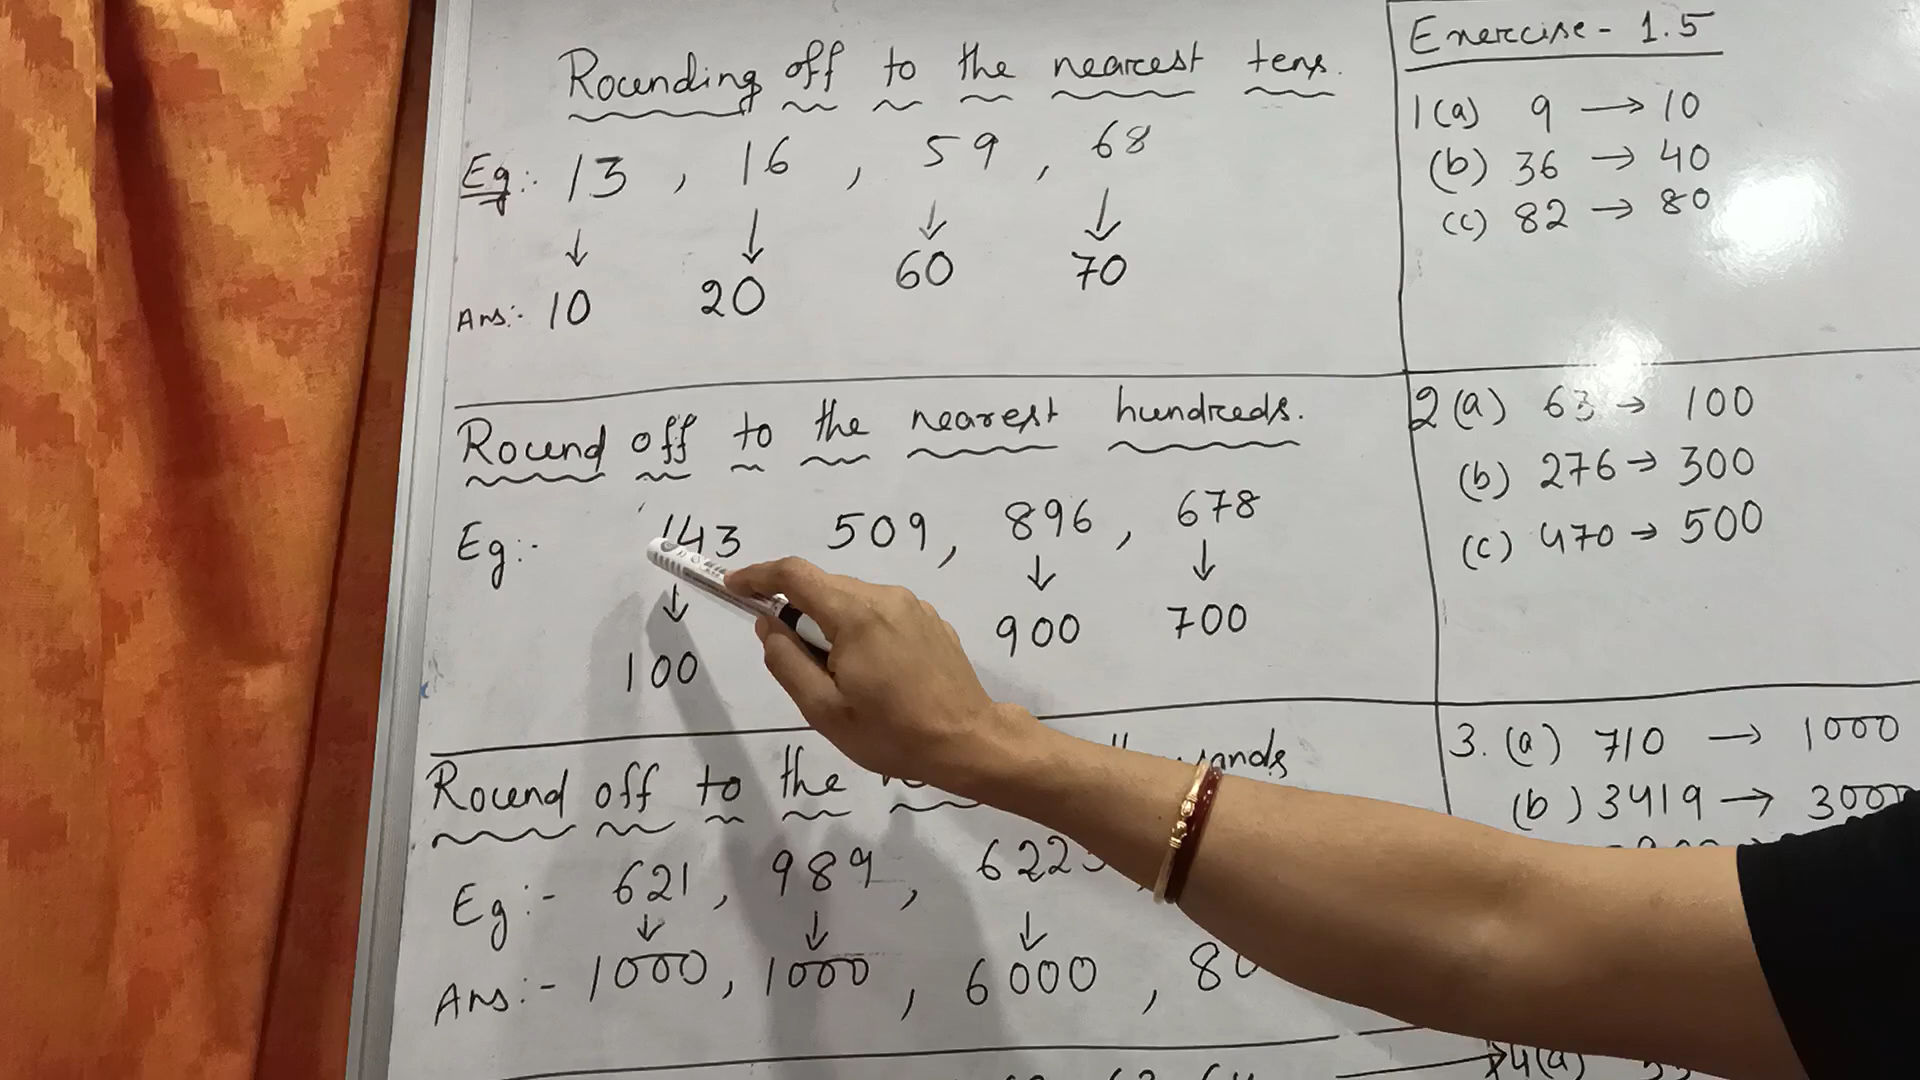 Rounding off to the nearest tens.
Eg:- 13 , 16 , 59 , 68
↓ ↓ ↓ ↓
Ans:- 10 20 60 70
Round off to the nearest hundreds.
Eg:- 143 509, 896, 678
↓ ↓ ↓
100 900 700
Round off to the
Eg:- 621, 989, 6223
↓ ↓ ↓
Ans:- 1000, 1000, 6000,
Exercise - 1.5
1(a) 9 → 10
(b) 36 → 40
(c) 82 → 80
2(a) 63 → 100
(b) 276 → 300
(c) 470 → 500
3. (a) 710 → 1000
(b) 3419 → 3000
4(a)